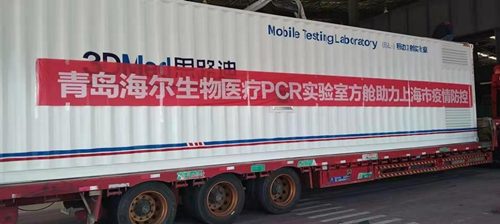 Mobile Testing Laboratory
3DMed思路迪
青岛海尔生物医疗PCR实验室方舱助力上海市疫情防控